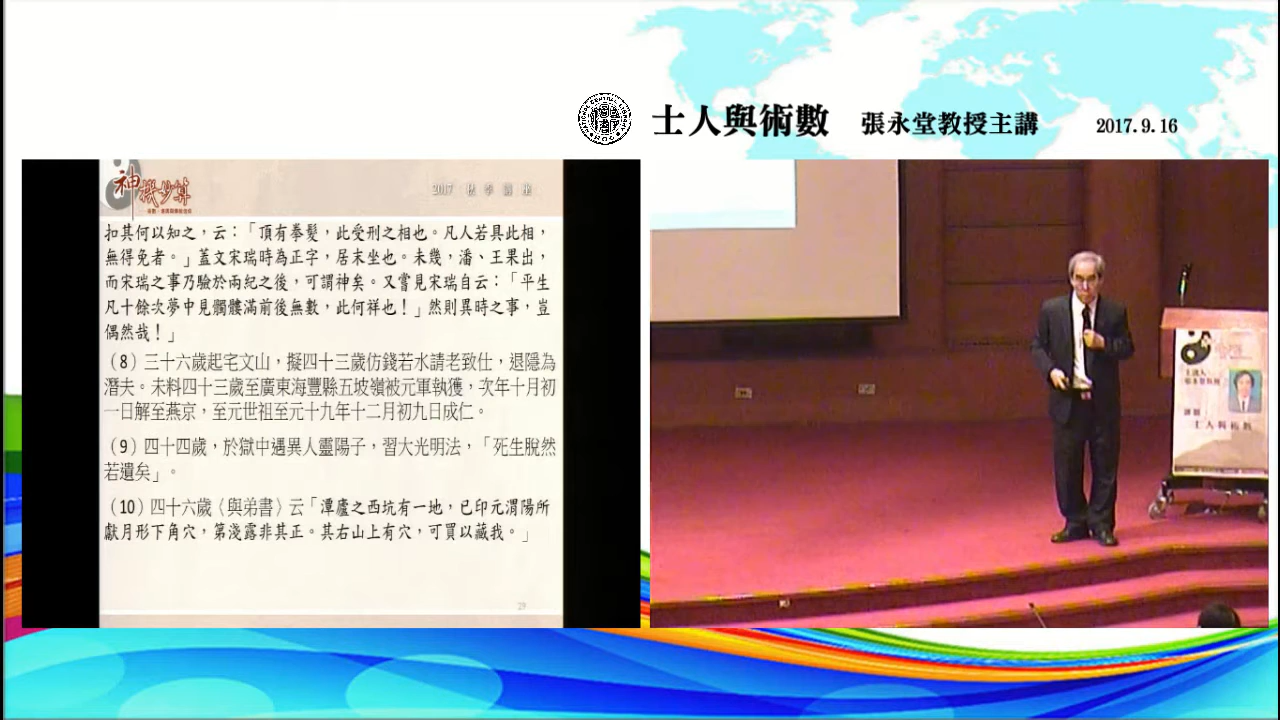 士人與術數 張永堂教授主講 2017.9.16
神機妙算
2017 秋季講座
扣其何以知之，云：「頂有拳髮，此受刑之相也。凡人若具此相，
無得免者。」蓋文宋瑞時為正字，居末坐也。未幾，潘、王果出，
而宋瑞之事乃驗於兩紀之後，可謂神矣。又嘗見宋瑞自云：「平生
凡十餘次夢中見髑髏滿前後無數，此何祥也！」然則異時之事，豈
偶然哉！」
（8）三十六歲起宅文山，擬四十三歲仿錢若水請老致仕，退隱為
潛夫。未料四十三歲至廣東海豐縣五坡嶺被元軍執獲，次年十月初
一日解至燕京，至元世祖至元十九年十二月初九日成仁。
（9）四十四歲，於獄中遇異人靈陽子，習大光明法，「死生脫然
若遺矣」。
（10）四十六歲〈與弟書〉云「潭廬之西坑有一地，已印元渭陽所
獻月形下角穴，第淺露非其正。其右山上有穴，可買以藏我。」
29
主講人
講題
士人與術數